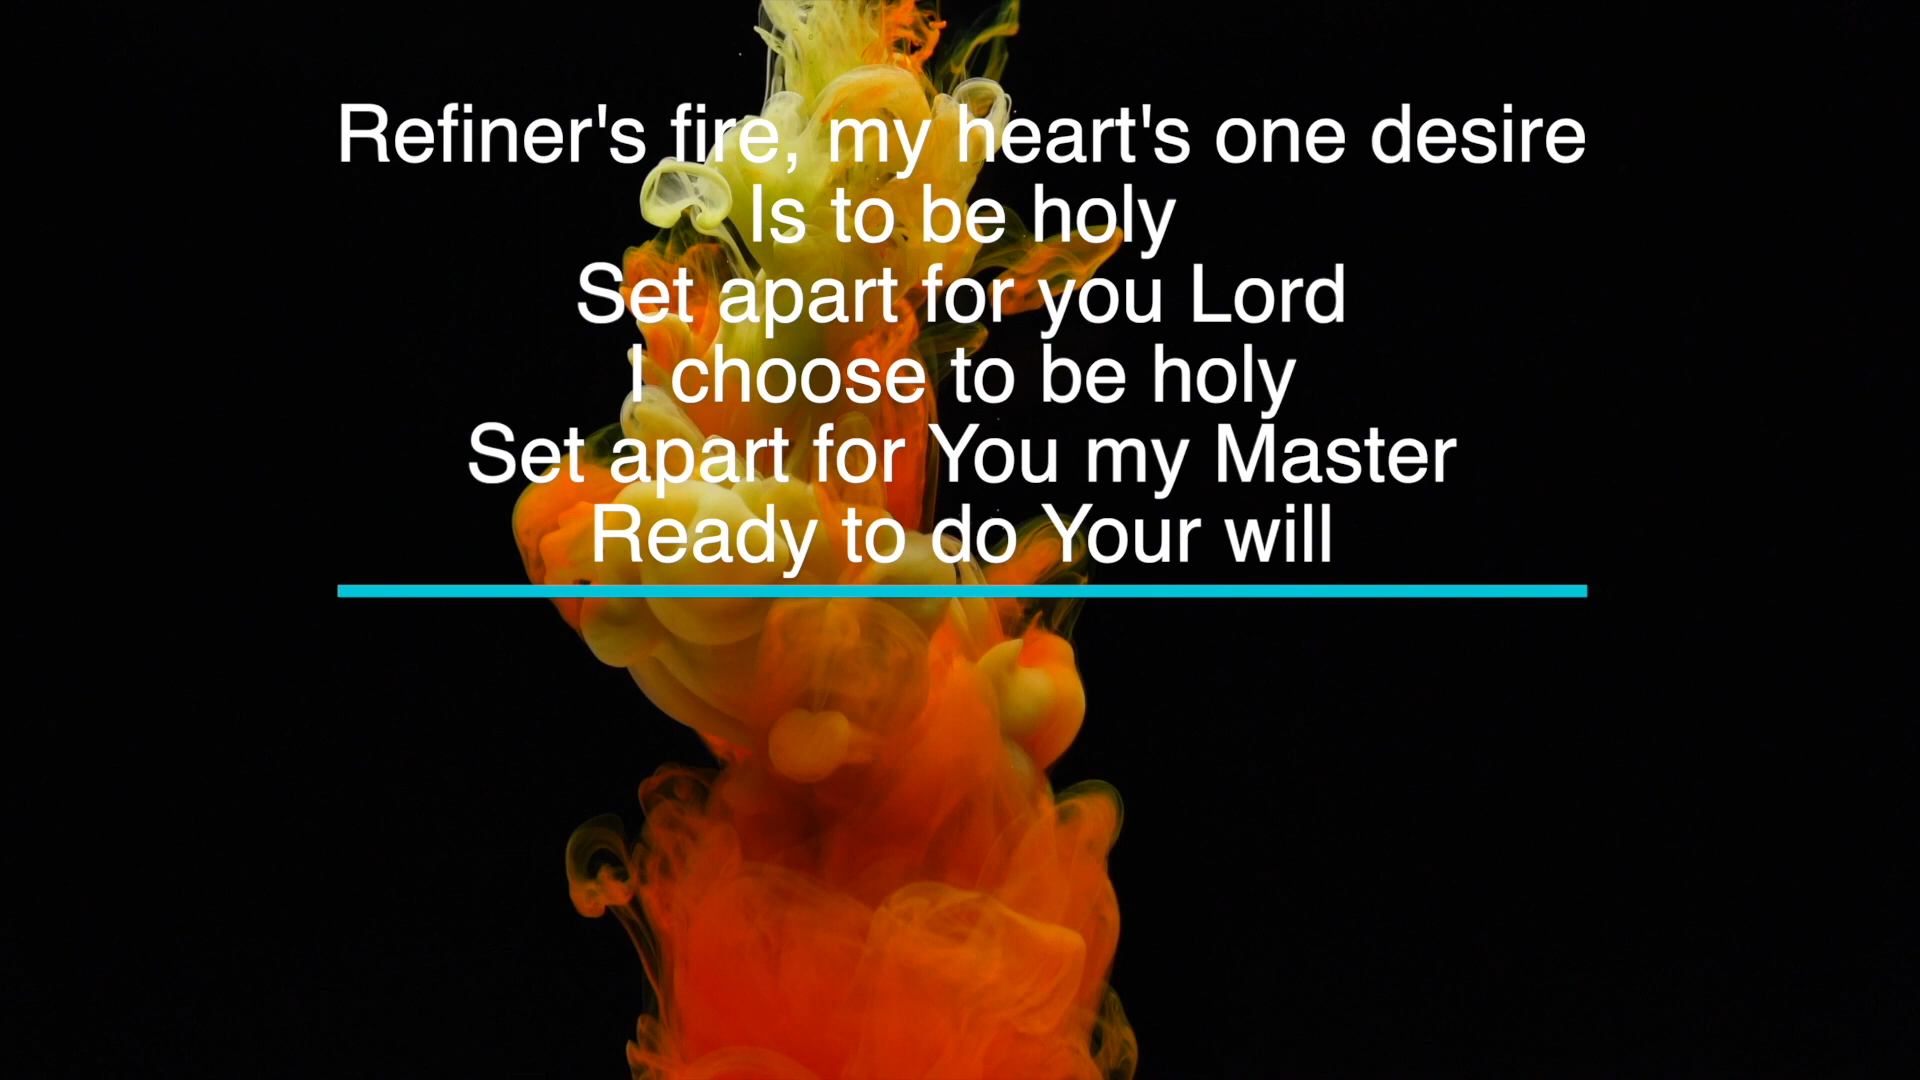 Refiner's fire, my heart's one desire
Is to be holy
Set apart for you Lord
I choose to be holy
Set apart for You my Master
Ready to do Your will